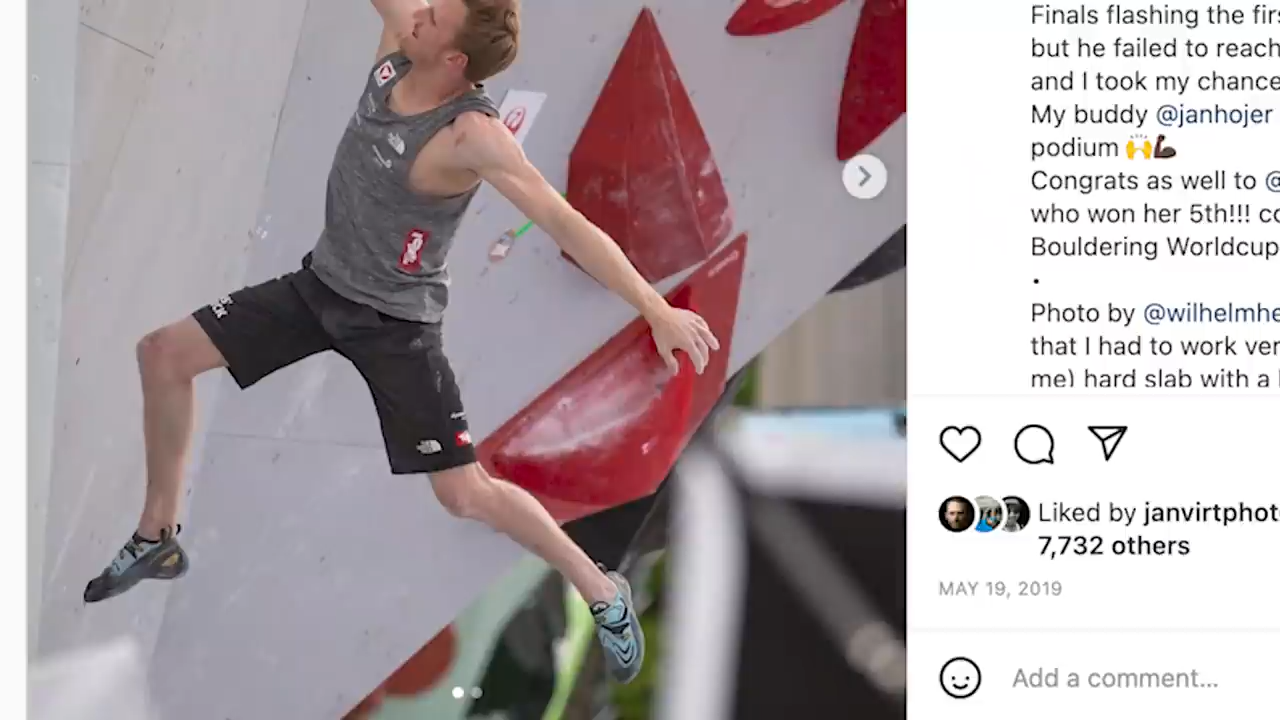 Finals flashing the firs
but he failed to reach
and I took my chance
My buddy @janhojer
podium 🙌💪🏿
Congrats as well to @
who won her 5th!!! co
Bouldering Worldcup
•
Photo by @wilhelmhe
that I had to work ver
me) hard slab with a
Liked by janvirtphoto
7,732 others
MAY 19, 2019
Add a comment...